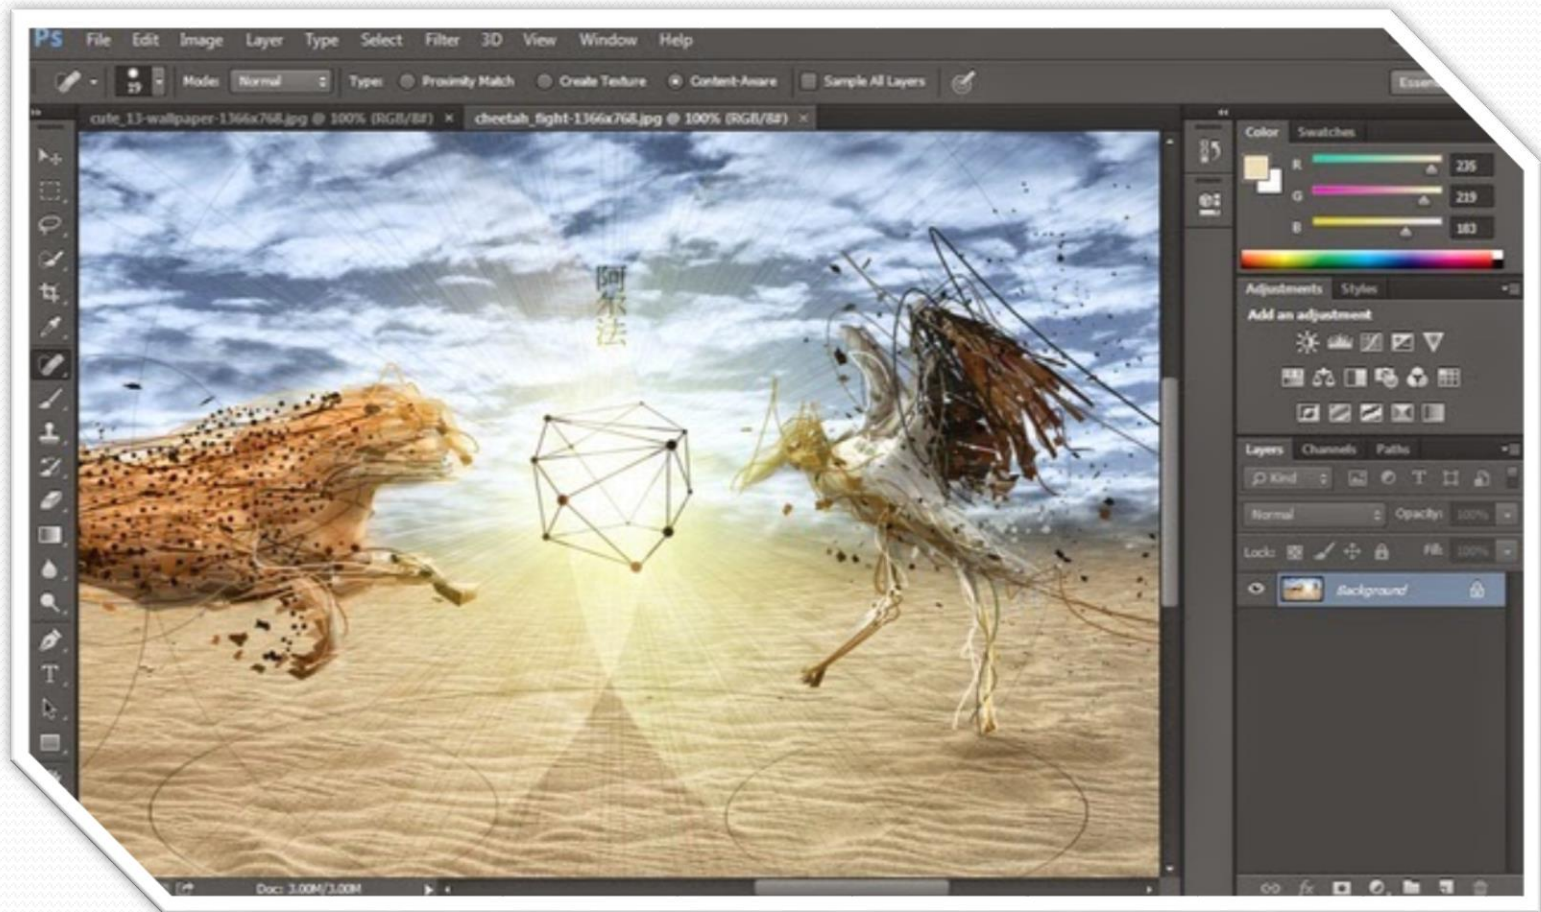 Ps File Edit Image Layer Type Select Filter 3D View Window Help
19 Mode: Normal Type: Proximity Match Create Texture Content-Aware Sample All Layers
cute_13-wallpaper-1366x768.jpg @ 100% (RGB/8#) × cheetah_fight-1366x768.jpg @ 100% (RGB/8#) ×
Color Swatches
R 235
G 219
B 183
阿
尔
法
Adjustments Styles
Add an adjustment
Layers Channels Paths
Kind
Normal Opacity: 100%
Lock: Fill: 100%
Background
T
Doc: 3.00M/3.00M
fx